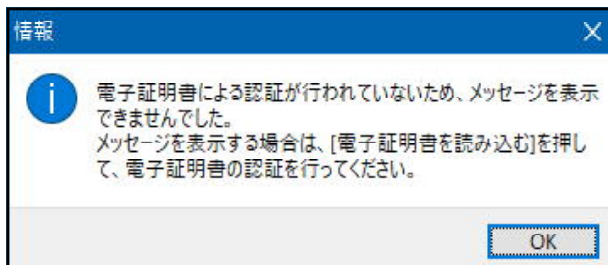 情報
電子証明書による認証が行われていないため、メッセージを表示
できませんでした。
メッセージを表示する場合は、[電子証明書を読み込む]を押し
て、電子証明書の認証を行ってください。
OK